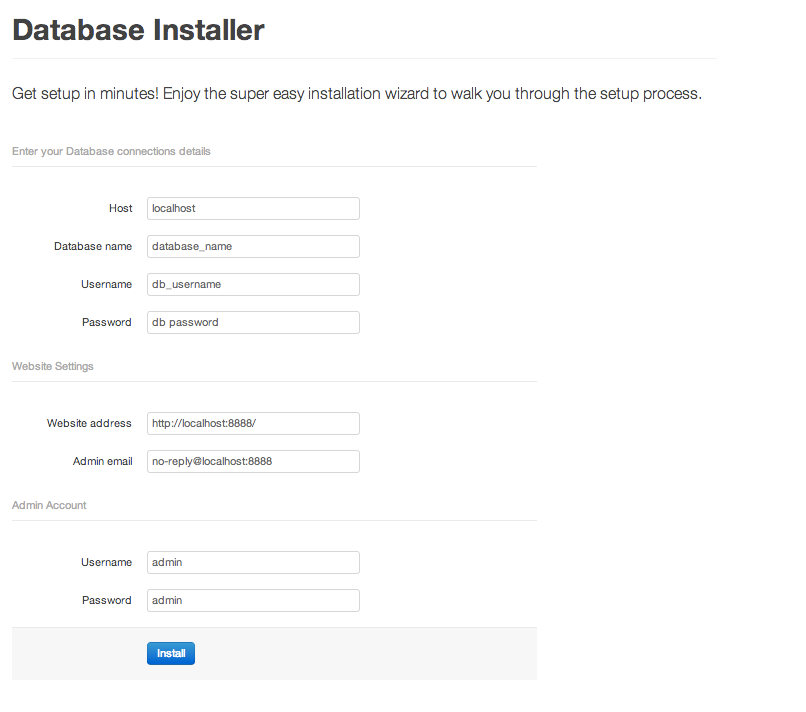 Database Installer
Get setup in minutes! Enjoy the super easy installation wizard to walk you through the setup process.
Enter your Database connections details
Host localhost
Database name database_name
Username db_username
Password db password
Website Settings
Website address http://localhost:8888/
Admin email no-reply@localhost:8888
Admin Account
Username admin
Password admin
Install